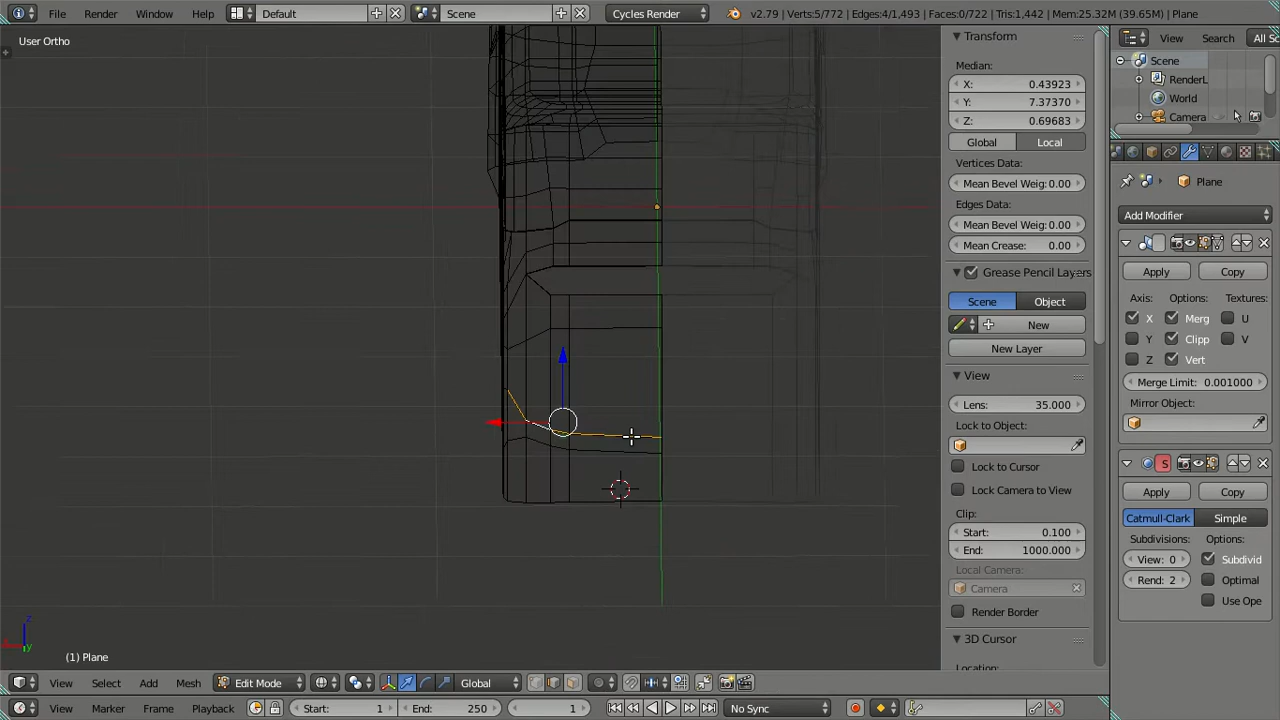 File Render Window Help Default Scene Cycles Render v2.79 | Verts:5/772 | Edges:4/1,493 | Faces:0/722 | Tris:1,442 | Mem:25.32M (39.65M) | Plane
User Ortho
Transform
Median:
X: 0.43923
Y: 7.37370
Z: 0.69683
Global Local
Vertices Data:
Mean Bevel Weig: 0.00
Edges Data:
Mean Bevel Weig: 0.00
Mean Crease: 0.00
Grease Pencil Layers
Scene Object
New
New Layer
View
Lens: 35.000
Lock to Object:
Lock to Cursor
Lock Camera to View
Clip:
Start: 0.100
End: 1000.000
Local Camera:
Camera
Render Border
3D Cursor
Location:
View Search All Sc
Scene
RenderL
World
Camera
Plane
Add Modifier
Apply Copy
Axis: Options: Textures:
X Merg U
Y Clipp V
Z Vert
Merge Limit: 0.001000
Mirror Object:
S
Apply Copy
Catmull-Clark Simple
Subdivisions: Options:
View: 0 Subdivid
Rend: 2 Optimal
Use Ope
z
y
(1) Plane
View Select Add Mesh Edit Mode Global
View Marker Frame Playback Start: 1 End: 250 1 No Sync